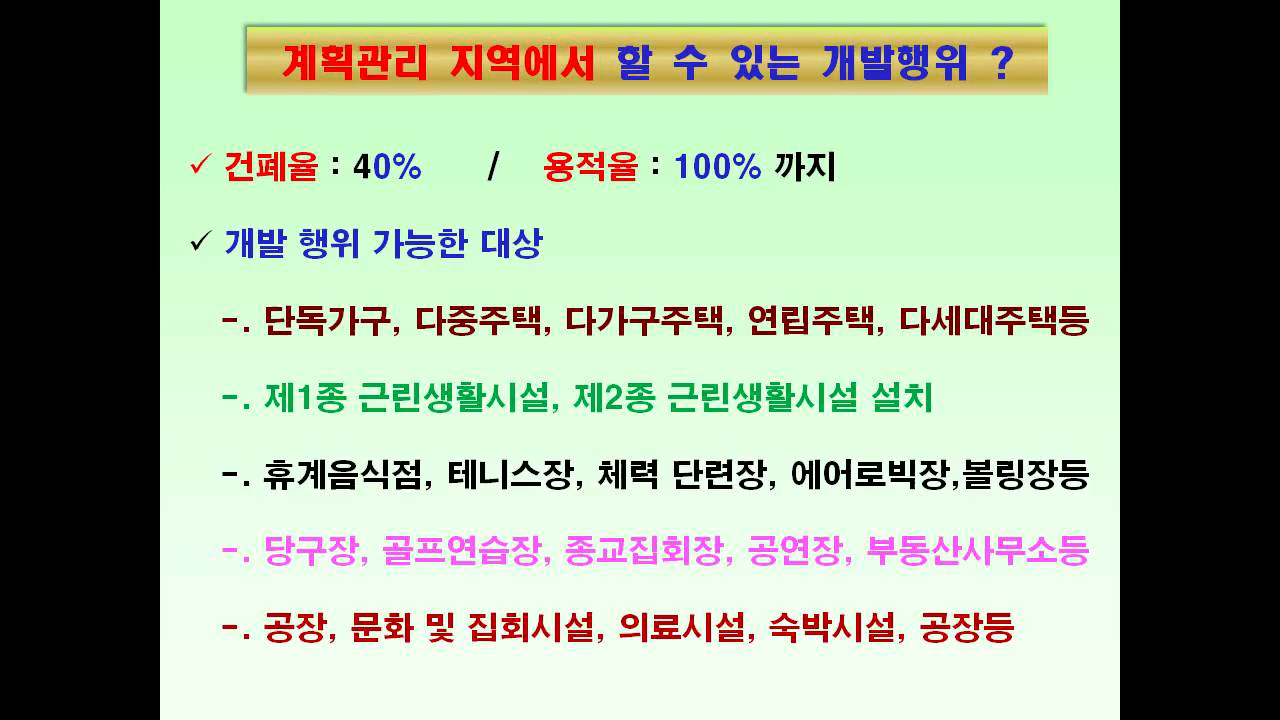 계획관리 지역에서 할 수 있는 개발행위 ?
✓ 건폐율 : 40% / 용적율 : 100% 까지
✓ 개발 행위 가능한 대상
-. 단독가구, 다중주택, 다가구주택, 연립주택, 다세대주택등
-. 제1종 근린생활시설, 제2종 근린생활시설 설치
-. 휴계음식점, 테니스장, 체력 단련장, 에어로빅장,볼링장등
-. 당구장, 골프연습장, 종교집회장, 공연장, 부동산사무소등
-. 공장, 문화 및 집회시설, 의료시설, 숙박시설, 공장등